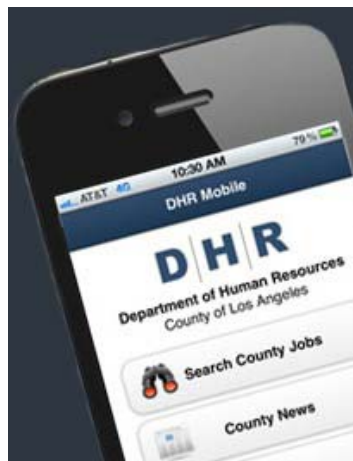 AT&T 4G 10:30 AM 79%
DHR Mobile
D|H|R
Department of Human Resources
County of Los Angeles
Search County Jobs
County News